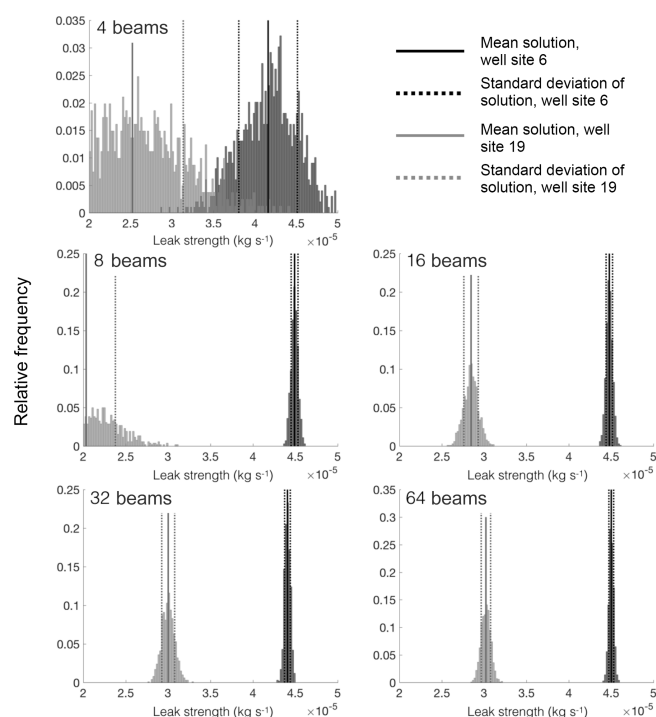 4 beams
0.035
0.03
0.025
0.02
0.015
0.01
0.005
0
2 2.5 3 3.5 4 4.5 5
Leak strength (kg s-1) ×10-5
Mean solution,
well site 6
Standard deviation of
solution, well site 6
Mean solution, well
site 19
Standard deviation of
solution, well site 19
Relative frequency
8 beams
0.25
0.2
0.15
0.1
0.05
0
2 2.5 3 3.5 4 4.5 5
Leak strength (kg s-1) ×10-5
16 beams
0.25
0.2
0.15
0.1
0.05
0
2 2.5 3 3.5 4 4.5 5
Leak strength (kg s-1) ×10-5
32 beams
0.25
0.2
0.15
0.1
0.05
0
2 2.5 3 3.5 4 4.5 5
Leak strength (kg s-1) ×10-5
64 beams
0.35
0.3
0.25
0.2
0.15
0.1
0.05
0
2 2.5 3 3.5 4 4.5 5
Leak strength (kg s-1) ×10-5